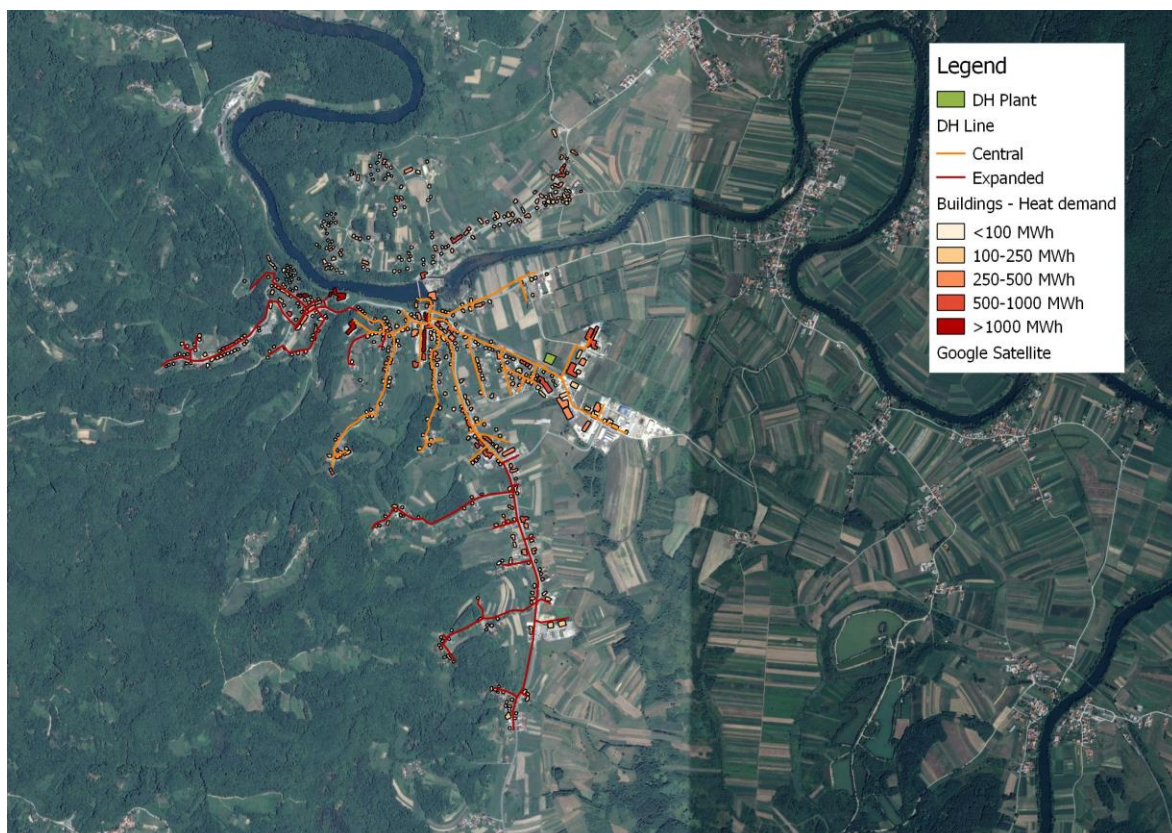 Legend
DH Plant
DH Line
Central
Expanded
Buildings - Heat demand
<100 MWh
100-250 MWh
250-500 MWh
500-1000 MWh
>1000 MWh
Google Satellite